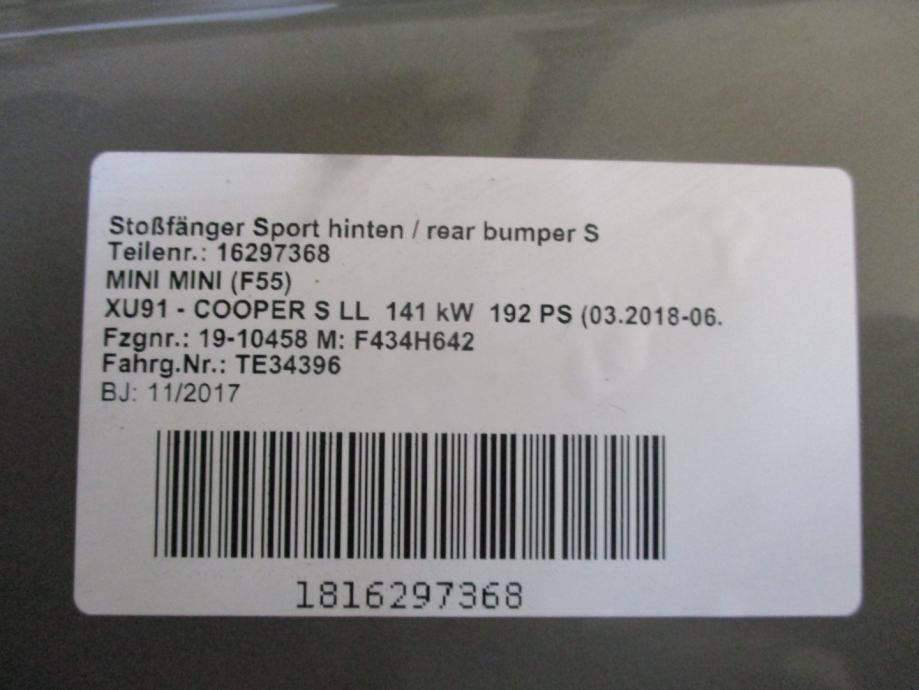 Stoßfänger Sport hinten / rear bumper S
Teilenr.: 16297368
MINI MINI (F55)
XU91 - COOPER S LL 141 kW 192 PS (03.2018-06.
Fzgnr.: 19-10458 M: F434H642
Fahrg.Nr.: TE34396
BJ: 11/2017
1816297368